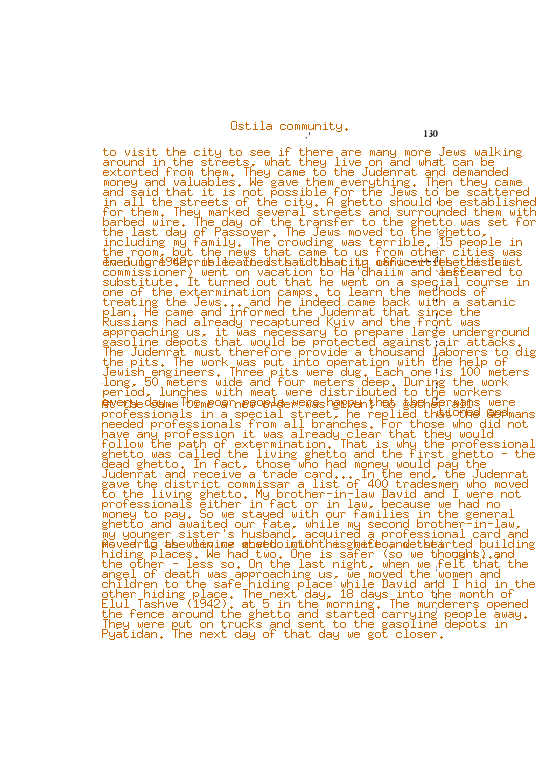 Ostila community.
130
to visit the city to see if there are many more Jews walking
around in the streets, what they live on and what can be
extorted from them. They came to the Judenrat and demanded
money and valuables. We gave them everything. Then they came
and said that it is not possible for the Jews to be scattered
in all the streets of the city. A ghetto should be established
for them. They marked several streets and surrounded them with
barbed wire. The day of the transfer to the ghetto was set for
the last day of Passover. The Jews moved to the ghetto,
including my family. The crowding was terrible. 15 people in
the room, but the news that came to us from other cities was
commissioner) went on vacation to Ha'dhaiim and appeared to
substitute. It turned out that he went on a special course in
one of the extermination camps, to learn the methods of
treating the Jews... and he indeed came back with a satanic
plan. He came and informed the Judenrat that since the
Russians had already recaptured Kyiv and the front was
approaching us, it was necessary to prepare large underground
gasoline depots that would be protected against air attacks.
The Judenrat must therefore provide a thousand laborers to dig
the pits. The work was put into operation with the help of
Jewish engineers. Three pits were dug. Each one is 100 meters
long, 50 meters wide and four meters deep. During the work
period, lunches with meat were distributed to the workers
professionals in a special street, he replied that the Germans
needed professionals from all branches. For those who did not
have any profession it was already clear that they would
follow the path of extermination. That is why the professional
ghetto was called the living ghetto and the first ghetto - the
dead ghetto. In fact, those who had money would pay the
Judenrat and receive a trade card... In the end, the Judenrat
gave the district commissar a list of 400 tradesmen who moved
to the living ghetto. My brother-in-law David and I were not
professionals either in fact or in law, because we had no
money to pay. So we stayed with our families in the general
ghetto and awaited our fate, while my second brother-in-law,
my younger sister's husband, acquired a professional card and
hiding places. We had two. One is safer (so we thought) and
the other - less so. On the last night, when we felt that the
angel of death was approaching us, we moved the women and
children to the safe hiding place while David and I hid in the
other hiding place. The next day, 18 days into the month of
Elul Tashve (1942), at 5 in the morning. The murderers opened
the fence around the ghetto and started carrying people away.
They were put on trucks and sent to the gasoline depots in
Pyatidan. The next day of that day we got closer.